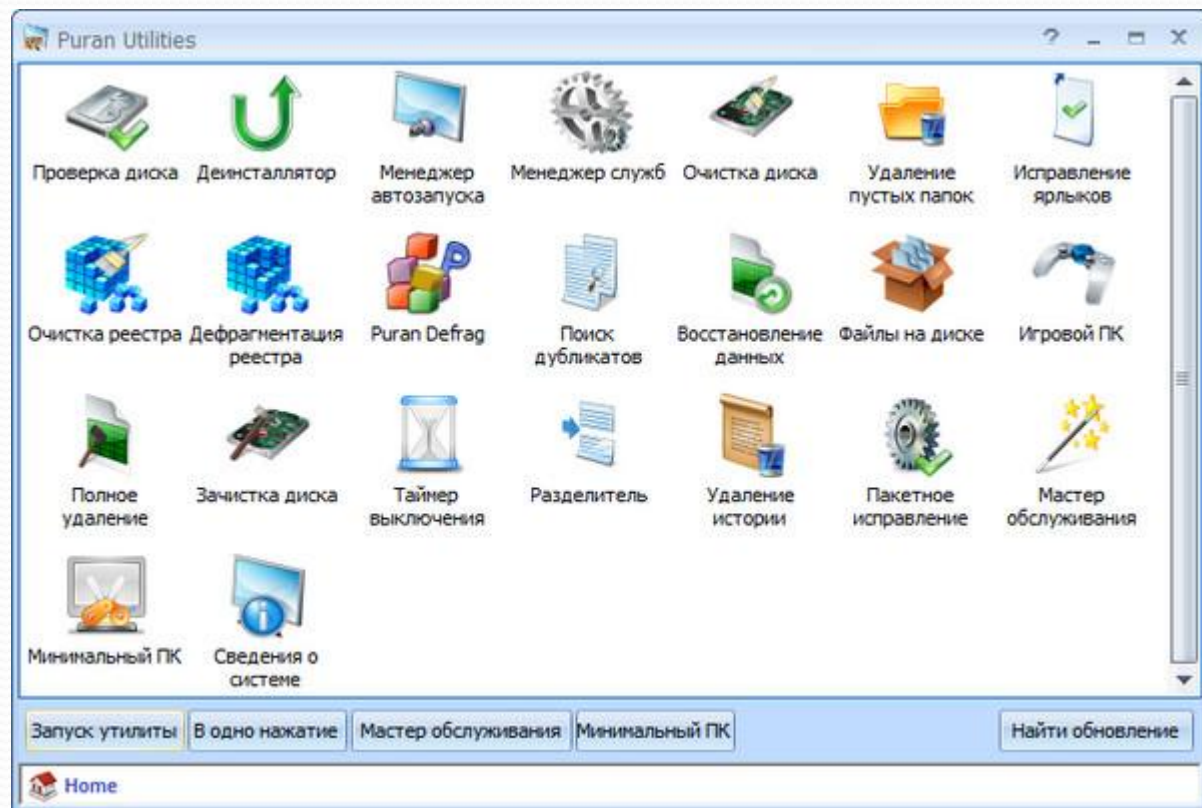 Puran Utilities
Проверка диска
Деинсталлятор
Менеджер
автозапуска
Менеджер служб
Очистка диска
Удаление
пустых папок
Исправление
ярлыков
Очистка реестра
Дефрагментация
реестра
Puran Defrag
Поиск
дубликатов
Восстановление
данных
Файлы на диске
Игровой ПК
Полное
удаление
Зачистка диска
Таймер
выключения
Разделитель
Удаление
истории
Пакетное
исправление
Мастер
обслуживания
Минимальный ПК
Сведения о
системе
Запуск утилиты
В одно нажатие
Мастер обслуживания
Минимальный ПК
Найти обновление
Home